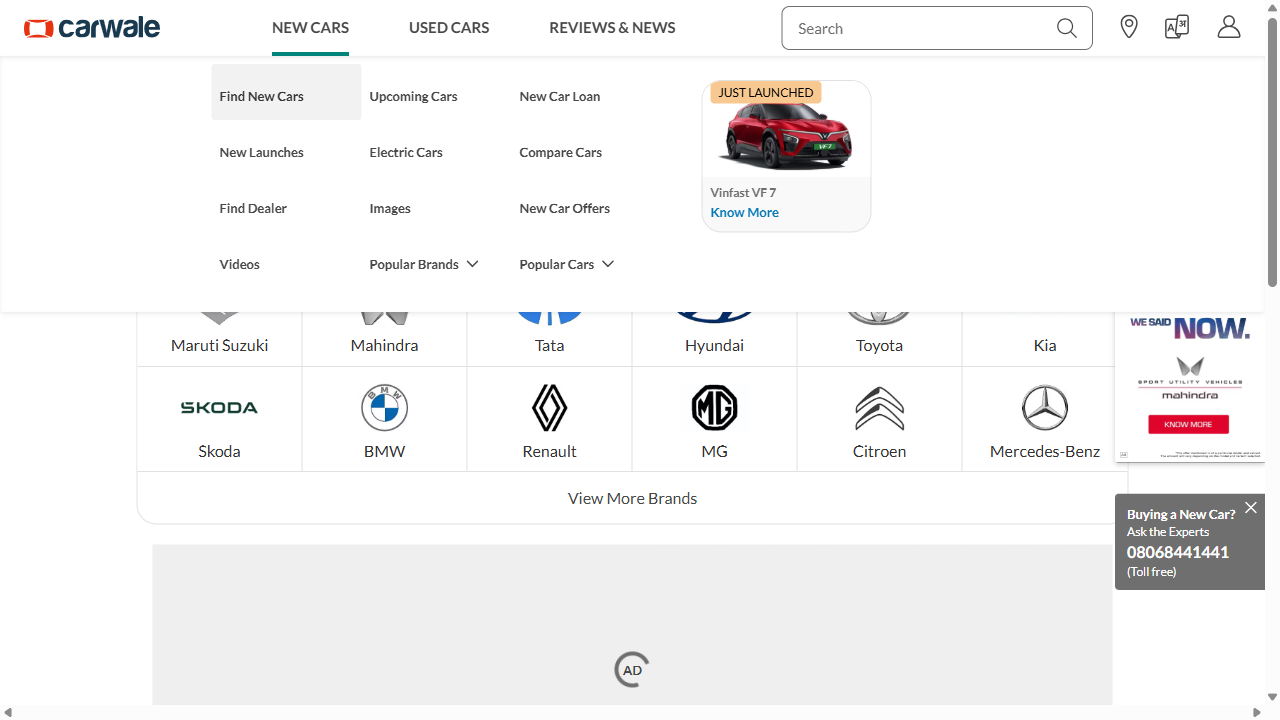 carwale
NEW CARS
USED CARS
REVIEWS & NEWS
Search
Find New Cars
Upcoming Cars
New Car Loan
JUST LAUNCHED
New Launches
Electric Cars
Compare Cars
VF7
Vinfast VF 7
Know More
Find Dealer
Images
New Car Offers
Videos
Popular Brands
Popular Cars
WE SAID NOW.
Maruti Suzuki
Mahindra
Tata
Hyundai
Toyota
Kia
SPORT UTILITY VEHICLES
mahindra
KNOW MORE
SKODA
BMW
MG
Skoda
BMW
Renault
MG
Citroen
Mercedes-Benz
View More Brands
Buying a New Car?
Ask the Experts
08068441441
(Toll free)
AD